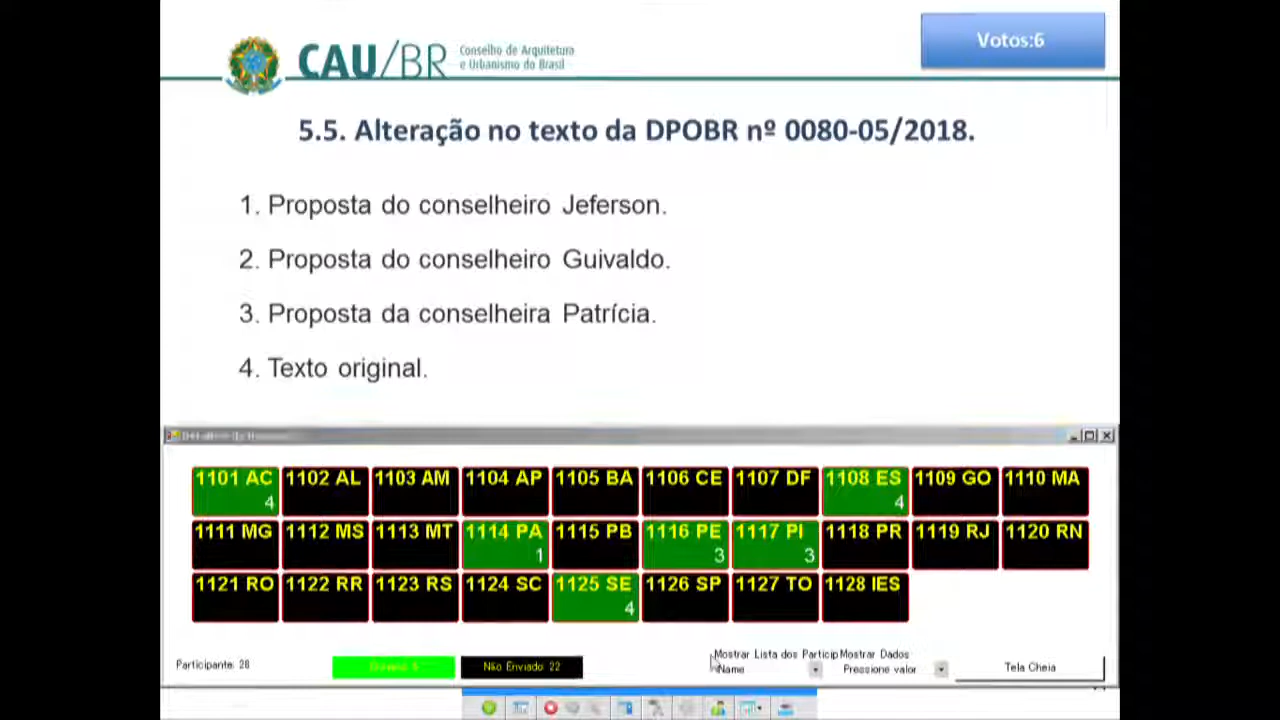 CAU/BR Conselho de Arquitetura
e Urbanismo do Brasil
Votos:6
5.5. Alteração no texto da DPOBR nº 0080-05/2018.
1. Proposta do conselheiro Jeferson.
2. Proposta do conselheiro Guivaldo.
3. Proposta da conselheira Patrícia.
4. Texto original.
1101 AC 1102 AL 1103 AM 1104 AP 1105 BA 1106 CE 1107 DF 1108 ES 1109 GO 1110 MA
4 4
1111 MG 1112 MS 1113 MT 1114 PA 1115 PB 1116 PE 1117 PI 1118 PR 1119 RJ 1120 RN
1 3 3
1121 RO 1122 RR 1123 RS 1124 SC 1125 SE 1126 SP 1127 TO 1128 IES
4
Mostrar Lista dos Particip Mostrar Dados
Participante: 28 Não Enviado 22 Name Pressione valor Tela Cheia